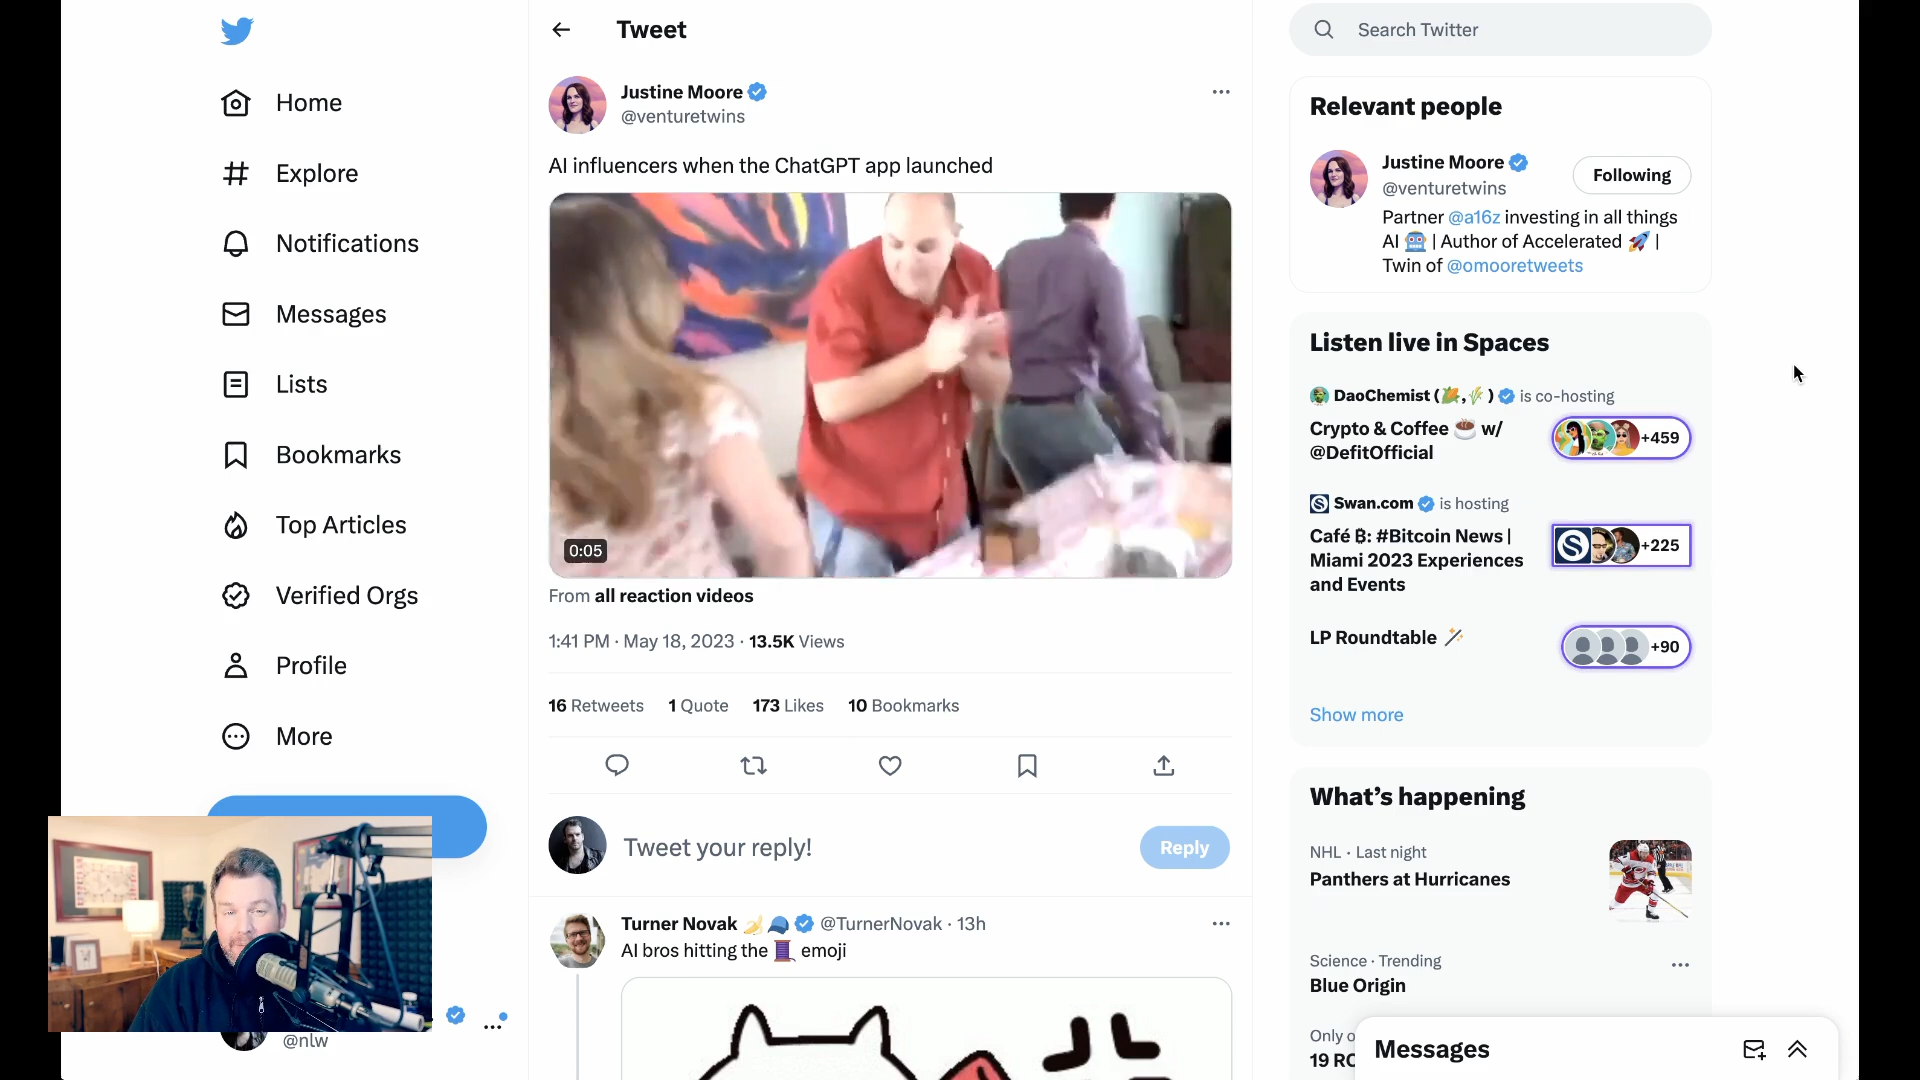 Home
Explore
Notifications
Messages
Lists
Bookmarks
Top Articles
Verified Orgs
Profile
More
@nlw
Tweet
Justine Moore
@venturetwins
AI influencers when the ChatGPT app launched
0:05
From all reaction videos
1:41 PM · May 18, 2023 · 13.5K Views
16 Retweets 1 Quote 173 Likes 10 Bookmarks
Tweet your reply!
Reply
Turner Novak 🍌🧢 @TurnerNovak · 13h
AI bros hitting the 🧵 emoji
Search Twitter
Relevant people
Justine Moore
@venturetwins
Following
Partner @a16z investing in all things
AI 🤖 | Author of Accelerated 🚀 |
Twin of @omooretweets
Listen live in Spaces
DaoChemist (🌽,🌾) is co-hosting
Crypto & Coffee ☕ w/
@DefitOfficial
+459
Swan.com is hosting
Café ₿: #Bitcoin News |
Miami 2023 Experiences
and Events
+225
LP Roundtable 🪄
+90
Show more
What's happening
NHL · Last night
Panthers at Hurricanes
Science · Trending
Blue Origin
Only o
19 RC
Messages